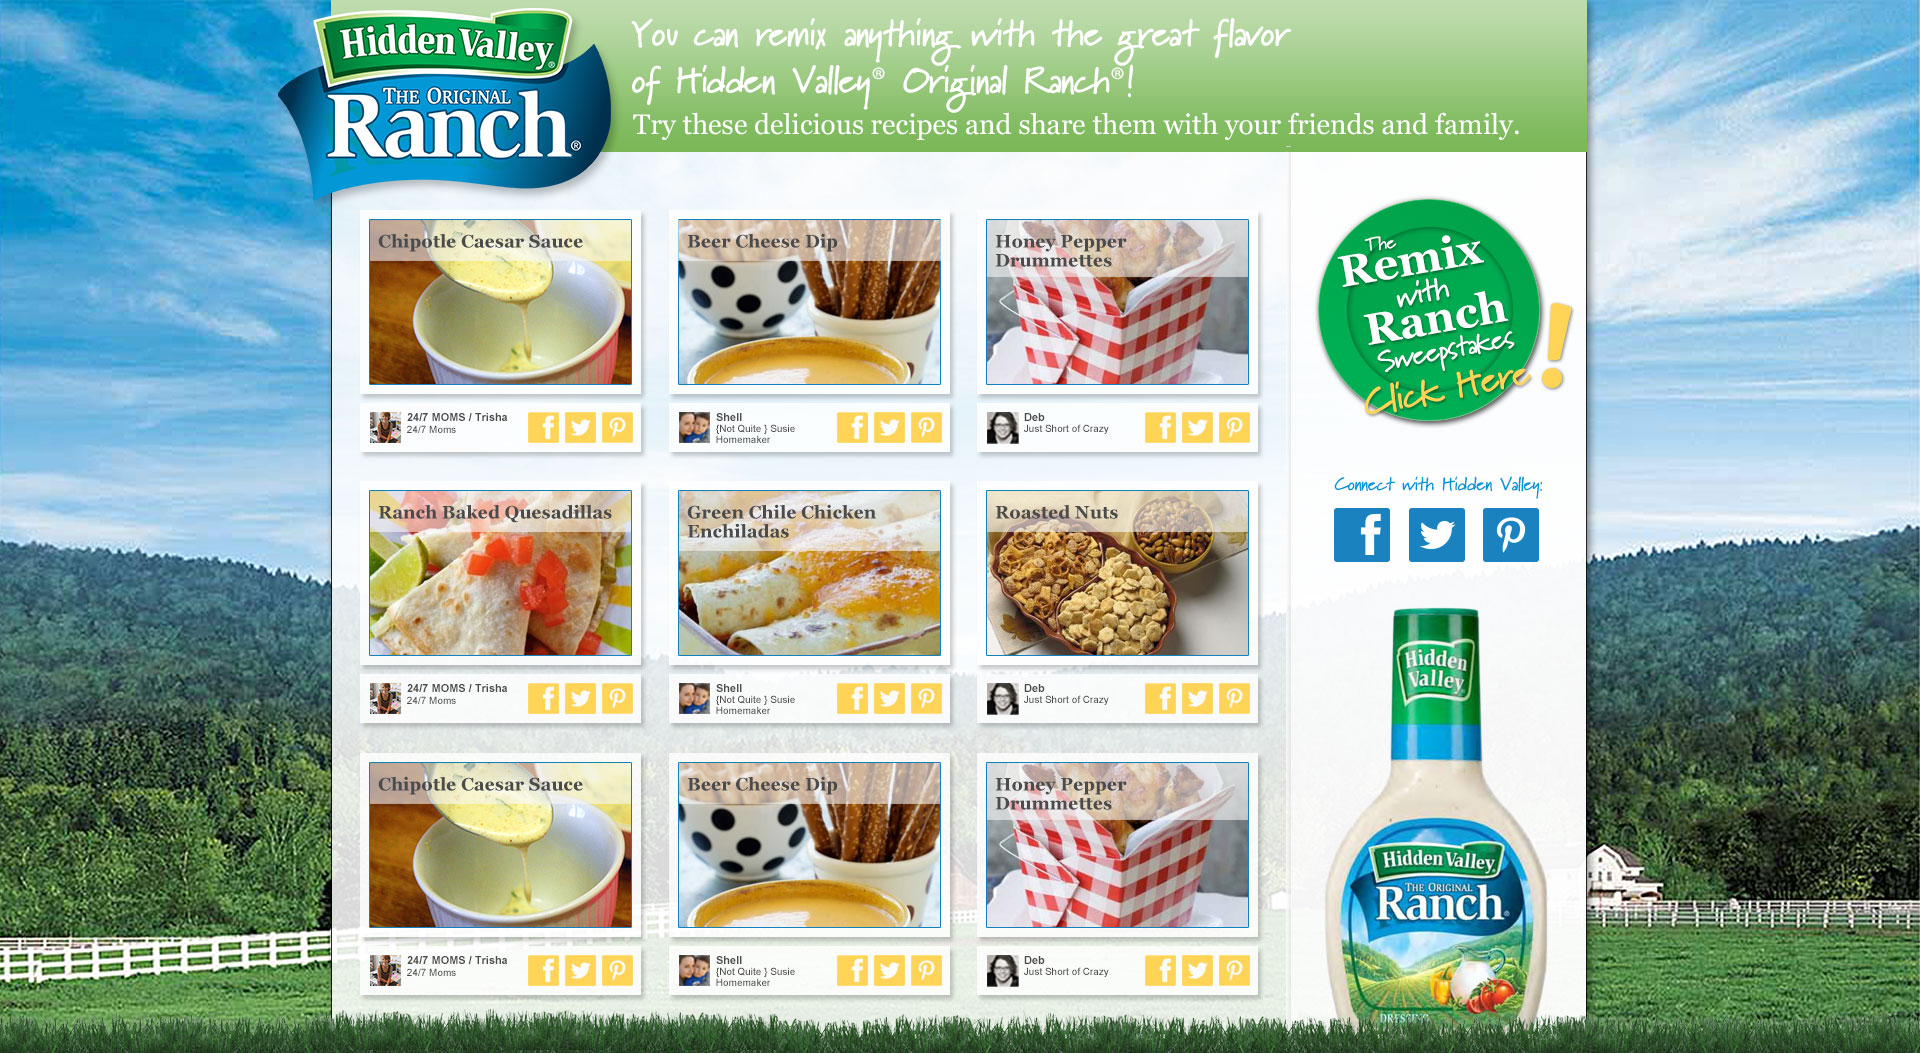 Hidden Valley®
THE ORIGINAL
Ranch®
You can remix anything with the great flavor
of Hidden Valley® Original Ranch®!
Try these delicious recipes and share them with your friends and family.
Chipotle Caesar Sauce
Beer Cheese Dip
Honey Pepper
Drummettes
24/7 MOMS / Trisha
24/7 Moms
Shell
{Not Quite } Susie
Homemaker
Deb
Just Short of Crazy
Ranch Baked Quesadillas
Green Chile Chicken
Enchiladas
Roasted Nuts
24/7 MOMS / Trisha
24/7 Moms
Shell
{Not Quite } Susie
Homemaker
Deb
Just Short of Crazy
Chipotle Caesar Sauce
Beer Cheese Dip
Honey Pepper
Drummettes
24/7 MOMS / Trisha
24/7 Moms
Shell
{Not Quite } Susie
Homemaker
Deb
Just Short of Crazy
The
Remix
with
Ranch
Sweepstakes
Click Here!
Connect with Hidden Valley:
Hidden
Valley
Hidden Valley
THE ORIGINAL
Ranch
DRESSING